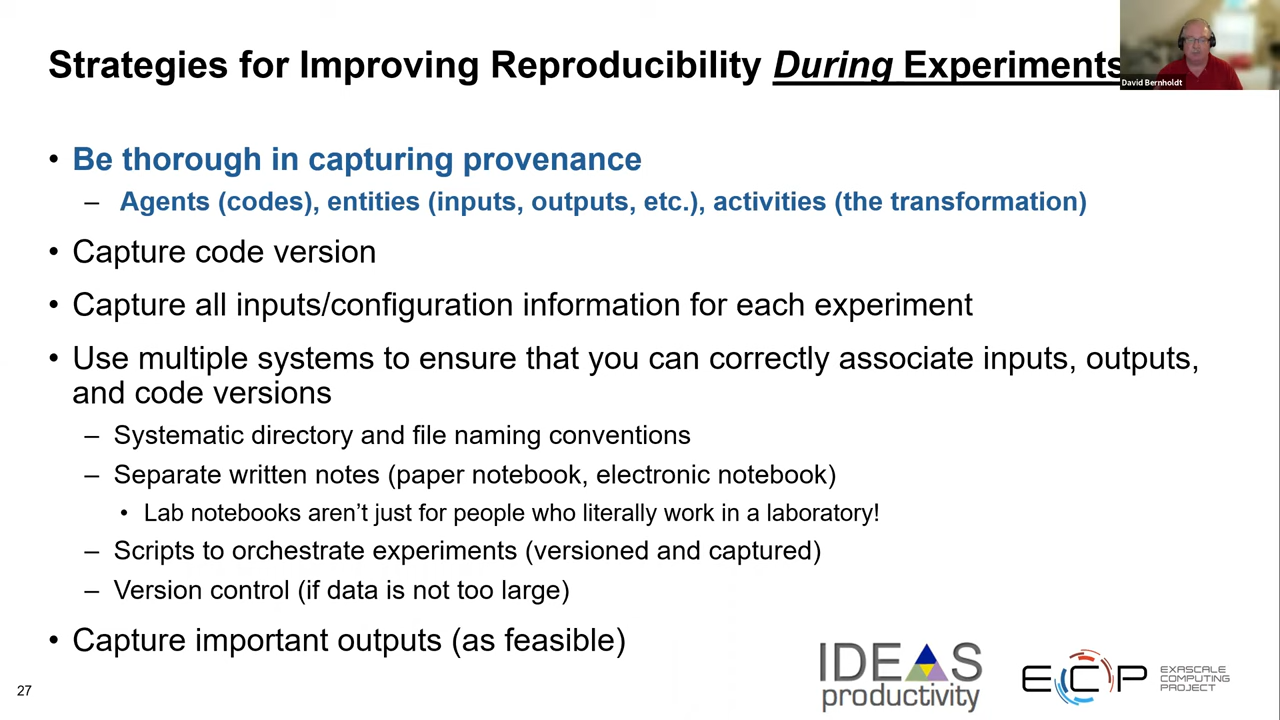 Strategies for Improving Reproducibility During Experiments
David Bernholdt
• Be thorough in capturing provenance
– Agents (codes), entities (inputs, outputs, etc.), activities (the transformation)
• Capture code version
• Capture all inputs/configuration information for each experiment
• Use multiple systems to ensure that you can correctly associate inputs, outputs,
and code versions
– Systematic directory and file naming conventions
– Separate written notes (paper notebook, electronic notebook)
• Lab notebooks aren’t just for people who literally work in a laboratory!
– Scripts to orchestrate experiments (versioned and captured)
– Version control (if data is not too large)
• Capture important outputs (as feasible)
IDEAS
productivity
ECP
EXASCALE
COMPUTING
PROJECT
27